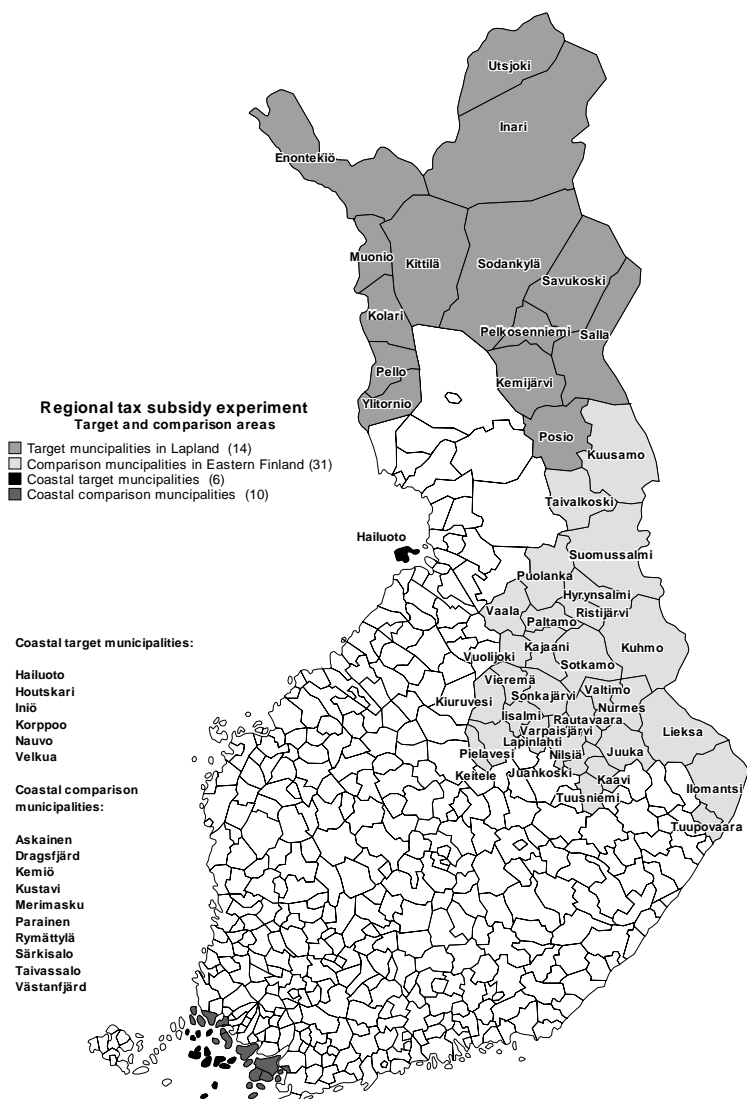 Utsjoki
Inari
Enontekiö
Muonio
Kittilä
Sodankylä
Savukoski
Kolari
Pelkosenniemi
Salla
Pello
Kemijärvi
Ylitornio
Regional tax subsidy experiment
Target and comparison areas
Target muncipalities in Lapland (14)
Comparison muncipalities in Eastern Finland (31)
Coastal target muncipalities (6)
Coastal comparison muncipalities (10)
Posio
Kuusamo
Taivalkoski
Hailuoto
Suomussalmi
Puolanka
Hyrynsalmi
Vaala
Ristijärvi
Paltamo
Kajaani
Kuhmo
Vuolijoki
Sotkamo
Vieremä
Sonkajärvi
Valtimo
Kiuruvesi
Nurmes
Iisalmi
Rautavaara
Varpaisjärvi
Lieksa
Lapinlahti
Pielavesi
Nilsiä
Juuka
Keitele
Juankoski
Kaavi
Ilomantsi
Tuusniemi
Tuupovaara
Coastal target municipalities:
Hailuoto
Houtskari
Iniö
Korppoo
Nauvo
Velkua
Coastal comparison
municipalities:
Askainen
Dragsfjärd
Kemiö
Kustavi
Merimasku
Parainen
Rymättylä
Särkisalo
Taivassalo
Västanfjärd